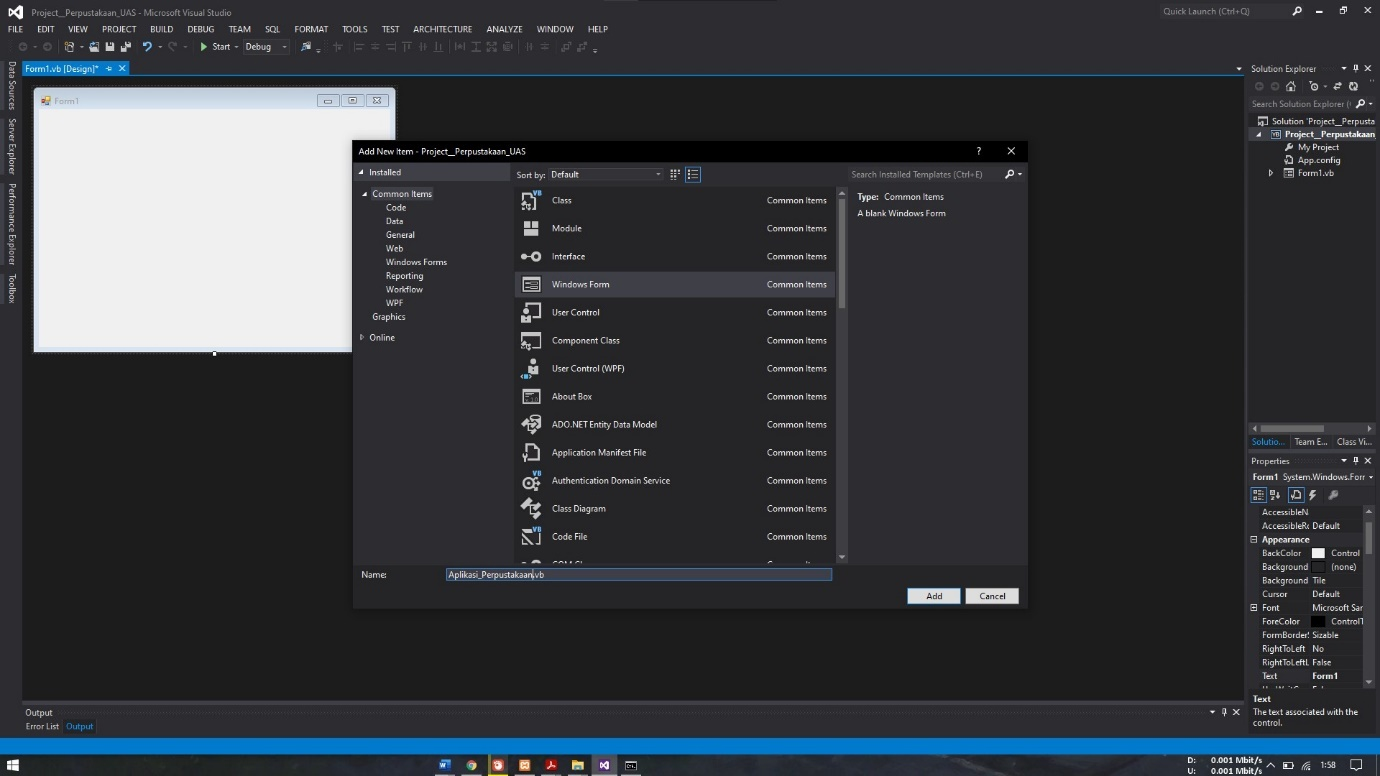 Project__Perpustakaan_UAS - Microsoft Visual Studio
Quick Launch (Ctrl+Q)
FILE EDIT VIEW PROJECT BUILD DEBUG TEAM SQL FORMAT TOOLS TEST ARCHITECTURE ANALYZE WINDOW HELP
Start Debug
Form1.vb [Design]*
Data Sources
Server Explorer
Performance Explorer
Toolbox
Form1
Add New Item - Project__Perpustakaan_UAS
Installed
Common Items
Code
Data
General
Web
Windows Forms
Reporting
Workflow
WPF
Graphics
Online
Sort by: Default
Search Installed Templates (Ctrl+E)
Class Common Items
Module Common Items
Interface Common Items
Windows Form Common Items
User Control Common Items
Component Class Common Items
User Control (WPF) Common Items
About Box Common Items
ADO.NET Entity Data Model Common Items
Application Manifest File Common Items
Authentication Domain Service Common Items
Class Diagram Common Items
Code File Common Items
Type: Common Items
A blank Windows Form
Name: Aplikasi_Perpustakaan.vb
Add Cancel
Solution Explorer
Search Solution Explorer (
Solution 'Project__Perpusta
Project__Perpustakaan
My Project
App.config
Form1.vb
Solutio... Team E... Class Vi...
Properties
Form1 System.Windows.Forr
AccessibleN
AccessibleRo Default
Appearance
BackColor Control
Background (none)
Background Tile
Cursor Default
Font Microsoft San
ForeColor ControlT
FormBorderS Sizable
RightToLeft No
RightToLeftL False
Text Form1
Text
The text associated with the
control.
Output
Error List Output
D: 0.001 Mbit/s
U: 0.001 Mbit/s
1:58